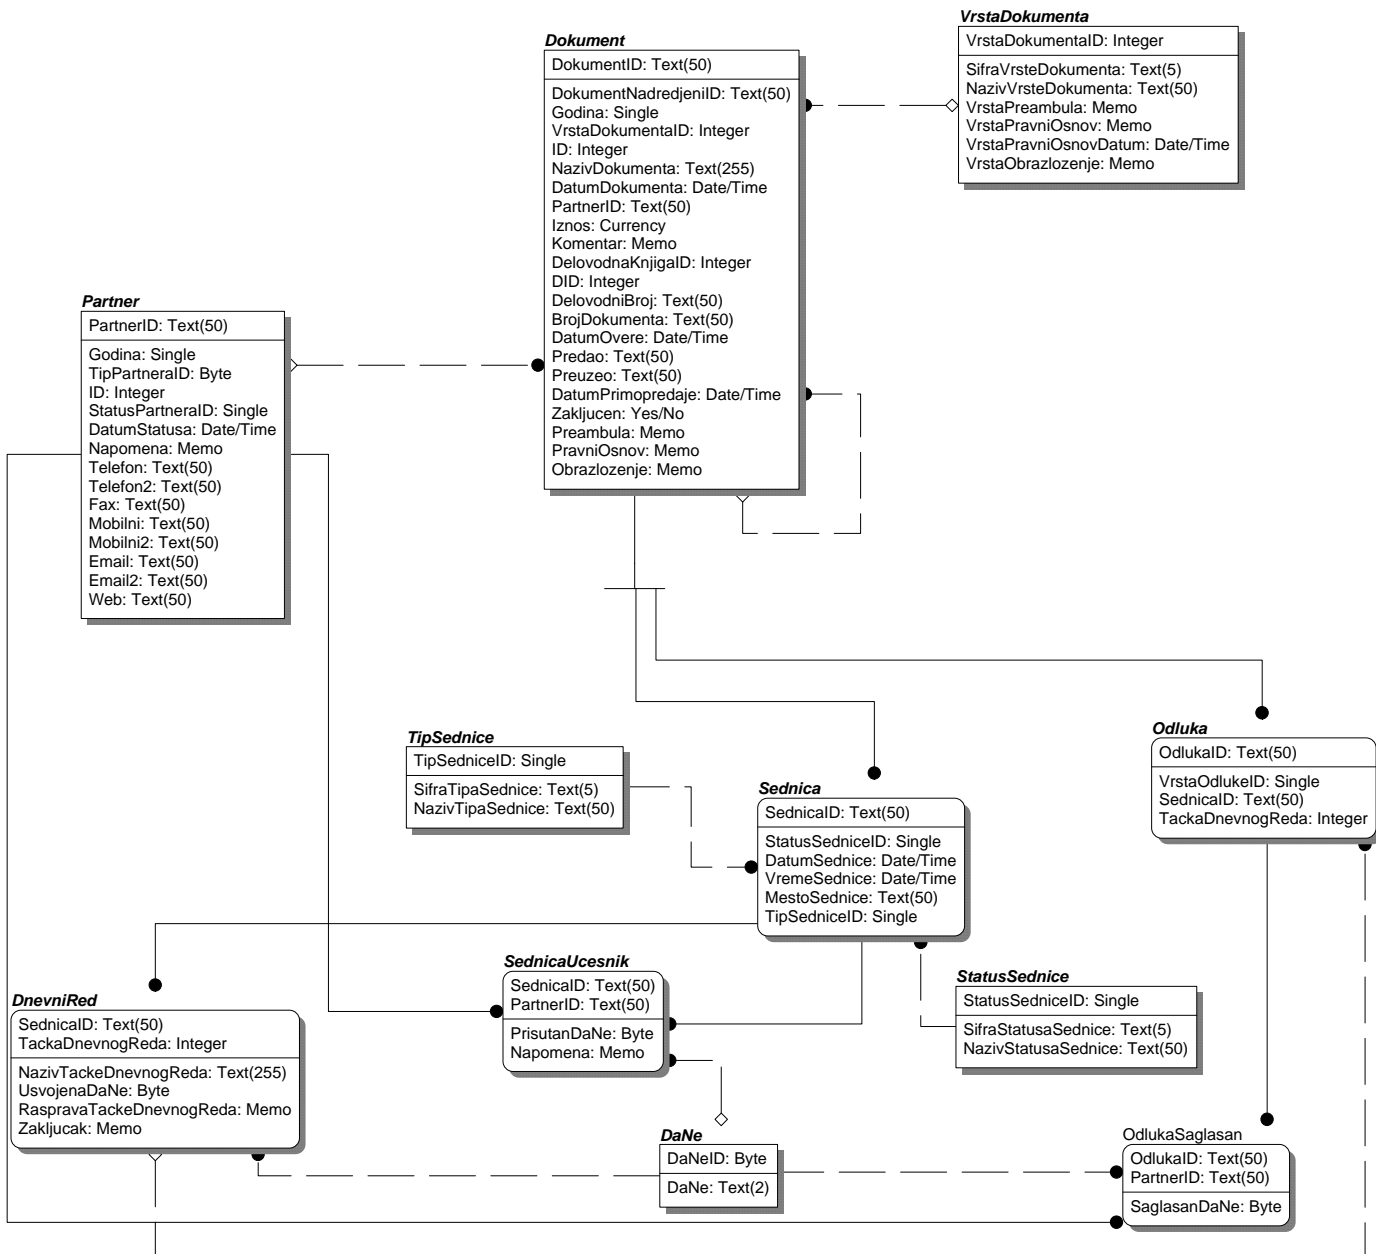 VrstaDokumenta
VrstaDokumentaID: Integer
SifraVrsteDokumenta: Text(5)
NazivVrsteDokumenta: Text(50)
VrstaPreambula: Memo
VrstaPravniOsnov: Memo
VrstaPravniOsnovDatum: Date/Time
VrstaObrazlozenje: Memo
Dokument
DokumentID: Text(50)
DokumentNadredjeniID: Text(50)
Godina: Single
VrstaDokumentaID: Integer
ID: Integer
NazivDokumenta: Text(255)
DatumDokumenta: Date/Time
PartnerID: Text(50)
Iznos: Currency
Komentar: Memo
DelovodnaKnjigaID: Integer
DID: Integer
DelovodniBroj: Text(50)
BrojDokumenta: Text(50)
DatumOvere: Date/Time
Predao: Text(50)
Preuzeo: Text(50)
DatumPrimopredaje: Date/Time
Zakljucen: Yes/No
Preambula: Memo
PravniOsnov: Memo
Obrazlozenje: Memo
Partner
PartnerID: Text(50)
Godina: Single
TipPartneraID: Byte
ID: Integer
StatusPartneraID: Single
DatumStatusa: Date/Time
Napomena: Memo
Telefon: Text(50)
Telefon2: Text(50)
Fax: Text(50)
Mobilni: Text(50)
Mobilni2: Text(50)
Email: Text(50)
Email2: Text(50)
Web: Text(50)
TipSednice
TipSedniceID: Single
SifraTipaSednice: Text(5)
NazivTipaSednice: Text(50)
Sednica
SednicaID: Text(50)
StatusSedniceID: Single
DatumSednice: Date/Time
VremeSednice: Date/Time
MestoSednice: Text(50)
TipSedniceID: Single
Odluka
OdlukaID: Text(50)
VrstaOdlukeID: Single
SednicaID: Text(50)
TackaDnevnogReda: Integer
DnevniRed
SednicaID: Text(50)
TackaDnevnogReda: Integer
NazivTackeDnevnogReda: Text(255)
UsvojenaDaNe: Byte
RaspravaTackeDnevnogReda: Memo
Zakljucak: Memo
SednicaUcesnik
SednicaID: Text(50)
PartnerID: Text(50)
PrisutanDaNe: Byte
Napomena: Memo
StatusSednice
StatusSedniceID: Single
SifraStatusaSednice: Text(5)
NazivStatusaSednice: Text(50)
DaNe
DaNeID: Byte
DaNe: Text(2)
OdlukaSaglasan
OdlukaID: Text(50)
PartnerID: Text(50)
SaglasanDaNe: Byte